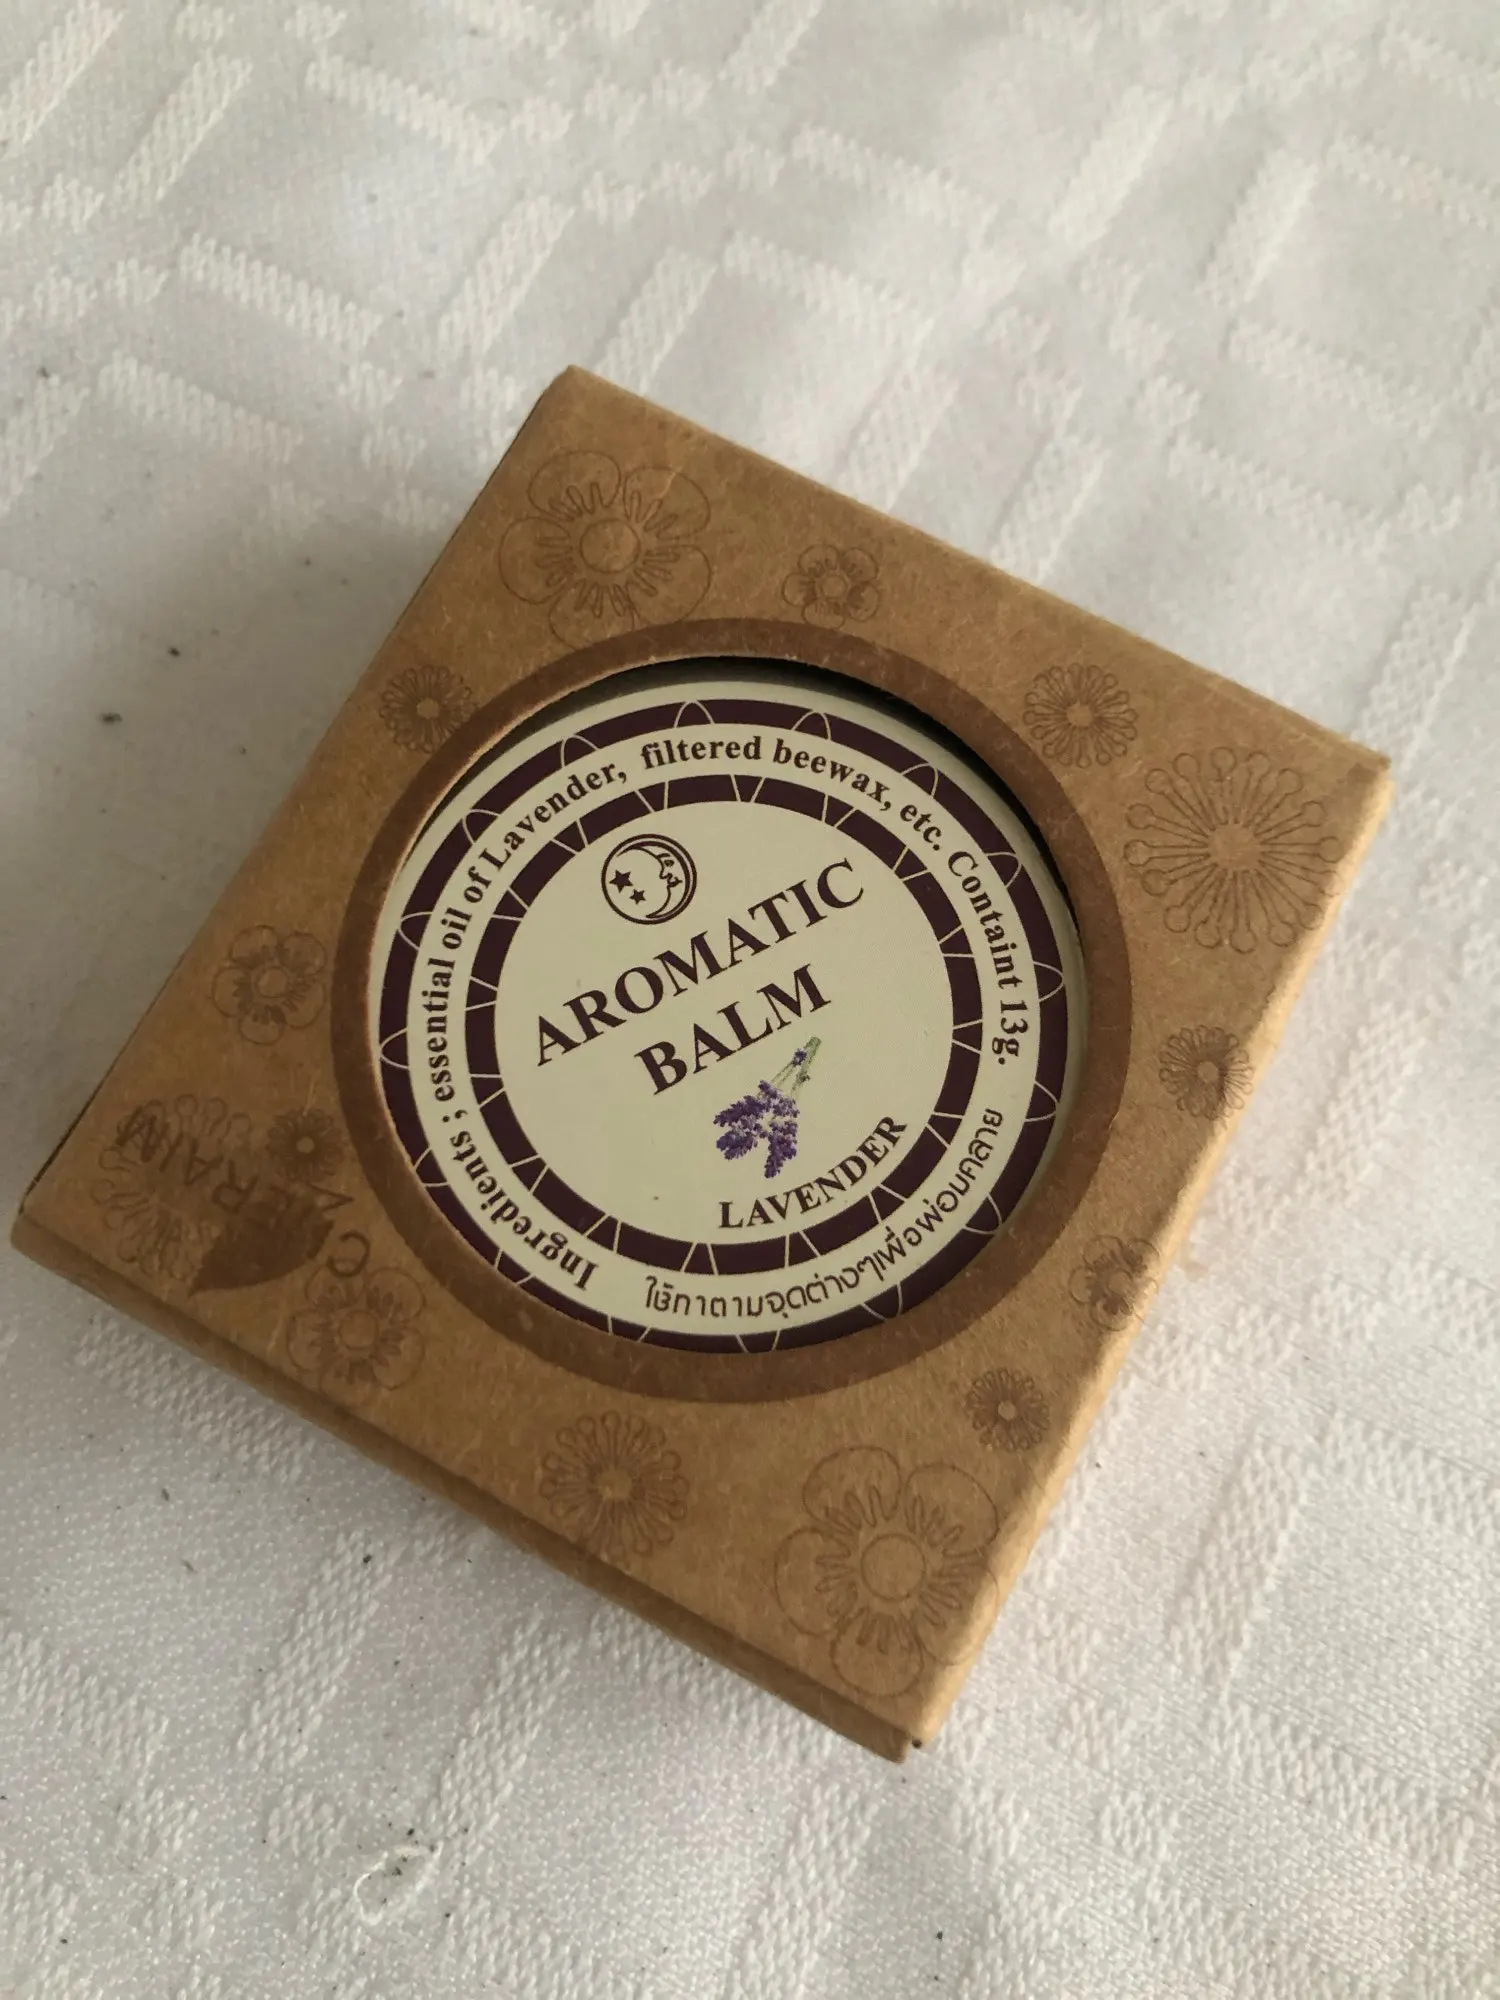 AROMATIC
BALM
LAVENDER
Ingredients ; essential oil of Lavender, filtered beewax, etc. Containt 13g.
ใช้ทาตามจุดต่างๆเพื่อผ่อนคลาย